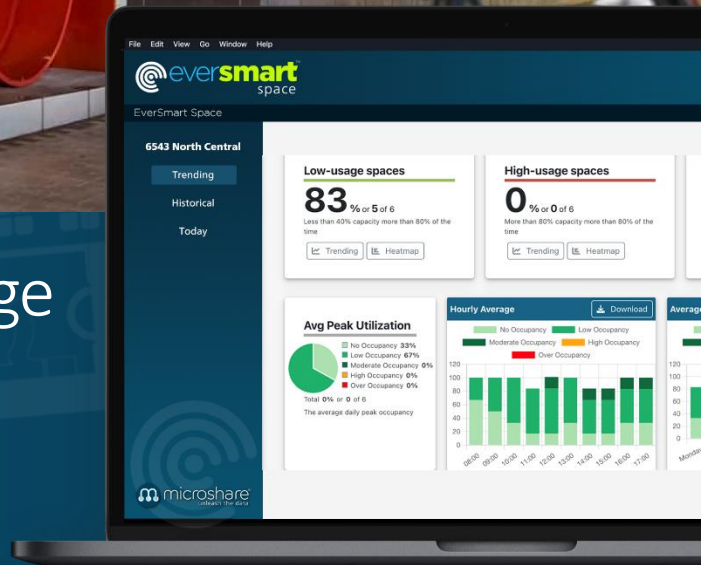 File Edit View Go Window Help
eversmart
space
EverSmart Space
6543 North Central
Trending
Historical
Today
Low-usage spaces
83 % or 5 of 6
Less than 40% capacity more than 80% of the
time
Trending
Heatmap
High-usage spaces
0 % or 0 of 6
More than 80% capacity more than 80% of the
time
Trending
Heatmap
ge
Avg Peak Utilization
No Occupancy 33%
Low Occupancy 67%
Moderate Occupancy 0%
High Occupancy 0%
Over Occupancy 0%
Total 0% or 0 of 6
The average daily peak occupancy
Hourly Average
Download
No Occupancy Low Occupancy
Moderate Occupancy High Occupancy
Over Occupancy
120
100
80
60
40
20
0
08:00 09:00 10:00 11:00 12:00 13:00 14:00 15:00 16:00 17:00
Average
120
100
80
60
40
20
0
Monday
microshare
unleash the data